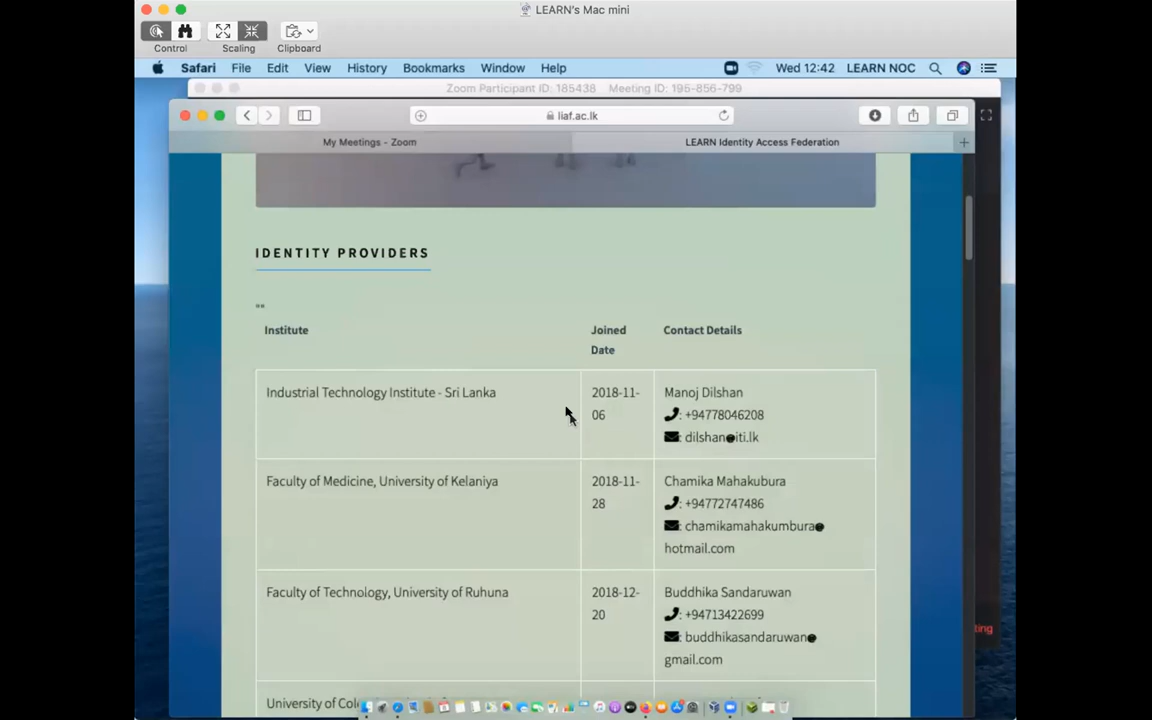 LEARN's Mac mini
Control Scaling Clipboard
Safari File Edit View History Bookmarks Window Help Wed 12:42 LEARN NOC
Zoom Participant ID: 185438 Meeting ID: 195-856-799
liaf.ac.lk
My Meetings - Zoom LEARN Identity Access Federation
IDENTITY PROVIDERS
Institute Joined Date Contact Details
Industrial Technology Institute - Sri Lanka 2018-11-06 Manoj Dilshan
: +94778046208
: dilshan@iti.lk
Faculty of Medicine, University of Kelaniya 2018-11-28 Chamika Mahakubura
: +94772747486
: chamikamahakumbura@
hotmail.com
Faculty of Technology, University of Ruhuna 2018-12-20 Buddhika Sandaruwan
: +94713422699
: buddhikasandaruwan@
gmail.com
University of